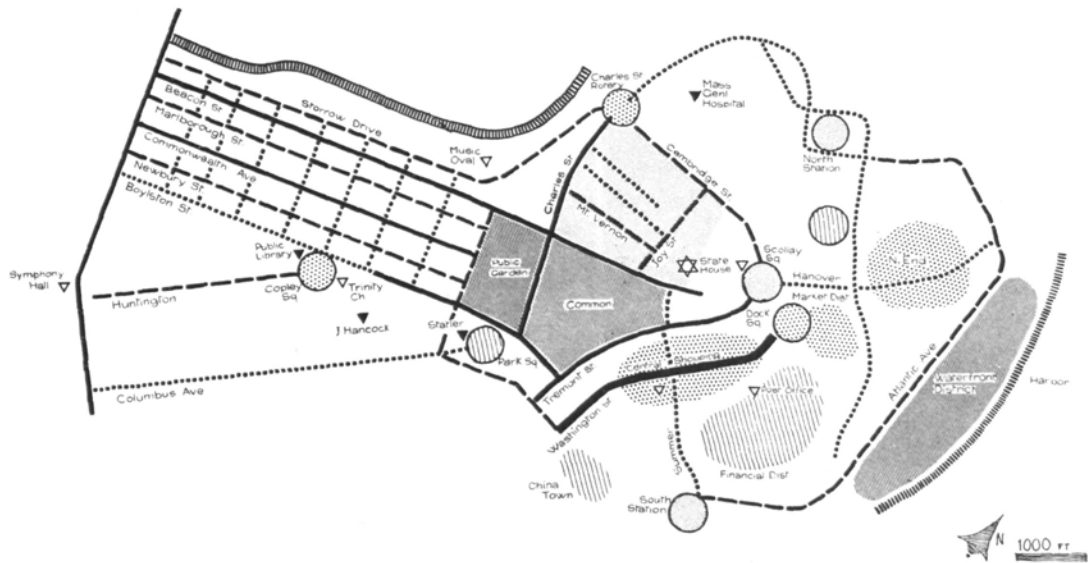 Charles St.
Rotary
Mass
Genl
Hospital
Storrow Drive
Beacon St.
Marlborough St.
Commonwealth Ave
Newbury St.
Boylston St.
Music
Oval
Charles St
Cambridge St.
North
Station
Mt. Vernon
Joy St
State
House
Scollay
Sq
Hanover
N. End
Public
Library
Public
Garden
Symphony
Hall
Huntington
Copley
Sq
Trinity
Ch
Common
Market Dist
Dock
Sq
J Hancock
Statler
Park Sq
Columbus Ave
Tremont St
Central Shopping
Post Office
Atlantic Ave
Waterfront
District
Harbor
Washington St
Summer
Financial Dist
China
Town
South
Station
N
1000 FT